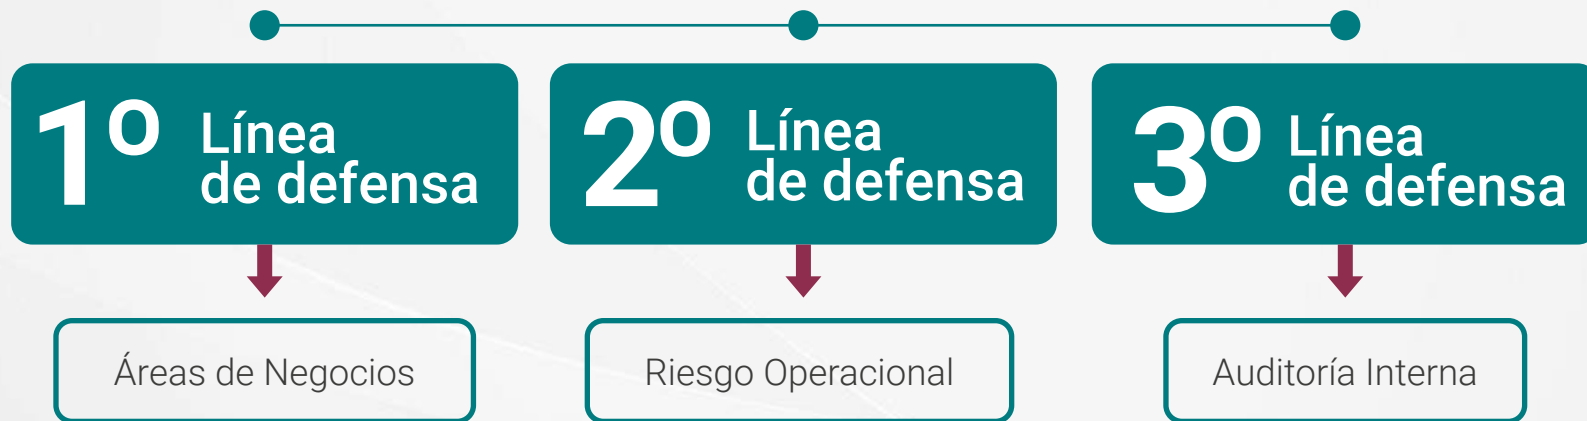 1º Línea
de defensa
2º Línea
de defensa
3º Línea
de defensa
Áreas de Negocios
Riesgo Operacional
Auditoría Interna